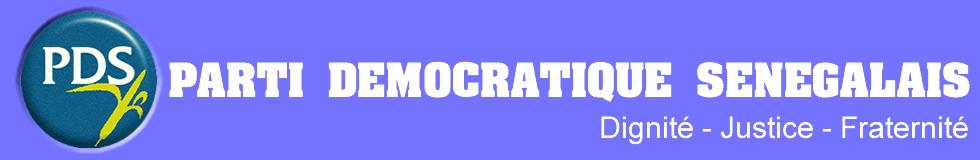 PDS
PARTI DEMOCRATIQUE SENEGALAIS
Dignité - Justice - Fraternité